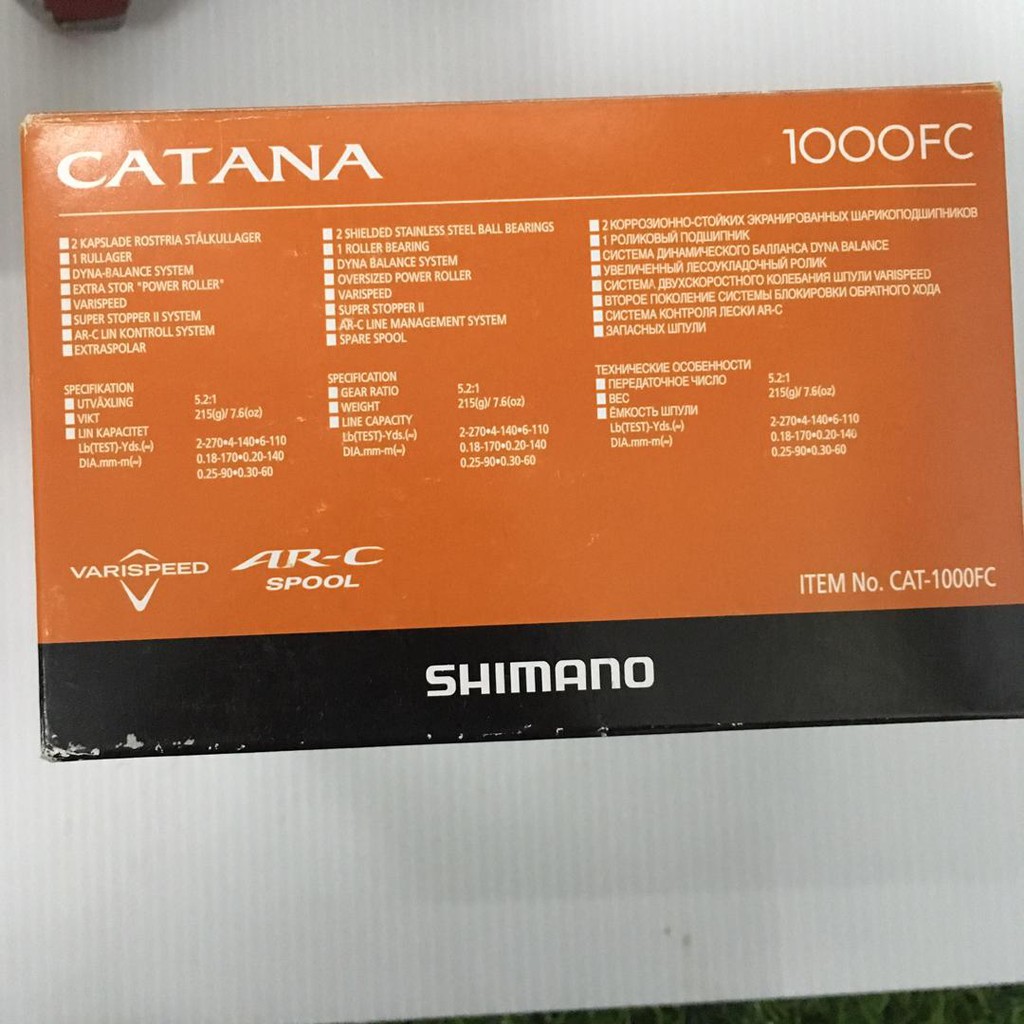 CATANA
1000FC
2 KAPSLADE ROSTFRIA STÅLKULLAGER
1 RULLAGER
DYNA-BALANCE SYSTEM
EXTRA STOR "POWER ROLLER"
VARISPEED
SUPER STOPPER II SYSTEM
AR-C LIN KONTROLL SYSTEM
EXTRASPOLAR
SPECIFIKATION
UTVÄXLING 5.2:1
VIKT 215(g)/ 7.6(oz)
LIN KAPACITET
Lb(TEST)-Yds.(∞) 2-270•4-140•6-110
DIA.mm-m(∞) 0.18-170•0.20-140
0.25-90•0.30-60
2 SHIELDED STAINLESS STEEL BALL BEARINGS
1 ROLLER BEARING
DYNA BALANCE SYSTEM
OVERSIZED POWER ROLLER
VARISPEED
SUPER STOPPER II
AR-C LINE MANAGEMENT SYSTEM
SPARE SPOOL
SPECIFICATION
GEAR RATIO 5.2:1
WEIGHT 215(g)/ 7.6(oz)
LINE CAPACITY
Lb(TEST)-Yds.(∞) 2-270•4-140•6-110
DIA.mm-m(∞) 0.18-170•0.20-140
0.25-90•0.30-60
2 КОРРОЗИОННО-СТОЙКИХ ЭКРАНИРОВАННЫХ ШАРИКОПОДШИПНИКОВ
1 РОЛИКОВЫЙ ПОДШИПНИК
СИСТЕМА ДИНАМИЧЕСКОГО БАЛЛАНСА DYNA BALANCE
УВЕЛИЧЕННЫЙ ЛЕСОУКЛАДОЧНЫЙ РОЛИК
СИСТЕМА ДВУХСКОРОСТНОГО КОЛЕБАНИЯ ШПУЛИ VARISPEED
ВТОРОЕ ПОКОЛЕНИЕ СИСТЕМЫ БЛОКИРОВКИ ОБРАТНОГО ХОДА
СИСТЕМА КОНТРОЛЯ ЛЕСКИ AR-C
ЗАПАСНЫХ ШПУЛИ
ТЕХНИЧЕСКИЕ ОСОБЕННОСТИ
ПЕРЕДАТОЧНОЕ ЧИСЛО 5.2:1
ВЕС 215(g)/ 7.6(oz)
ЁМКОСТЬ ШПУЛИ
Lb(TEST)-Yds.(∞) 2-270•4-140•6-110
DIA.mm-m(∞) 0.18-170•0.20-140
0.25-90•0.30-60
VARISPEED
AR-C
SPOOL
ITEM No. CAT-1000FC
SHIMANO